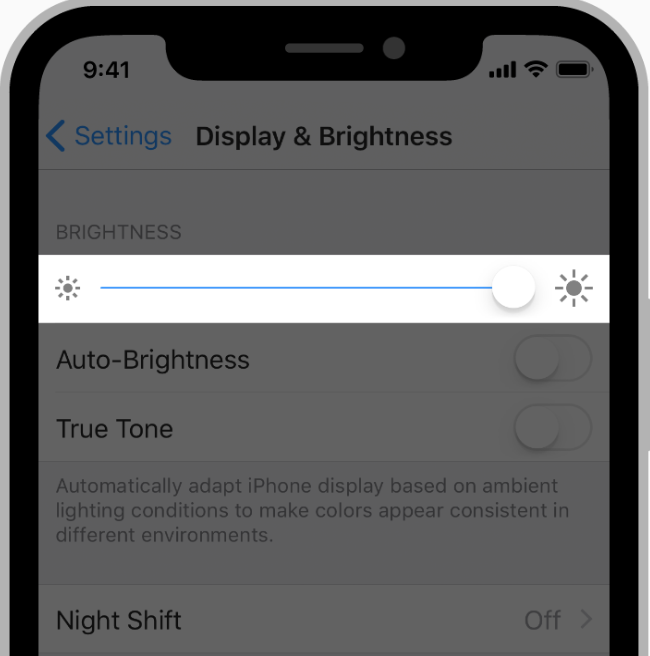 9:41
Settings Display & Brightness
BRIGHTNESS
Auto-Brightness
True Tone
Automatically adapt iPhone display based on ambient
lighting conditions to make colors appear consistent in
different environments.
Night Shift Off